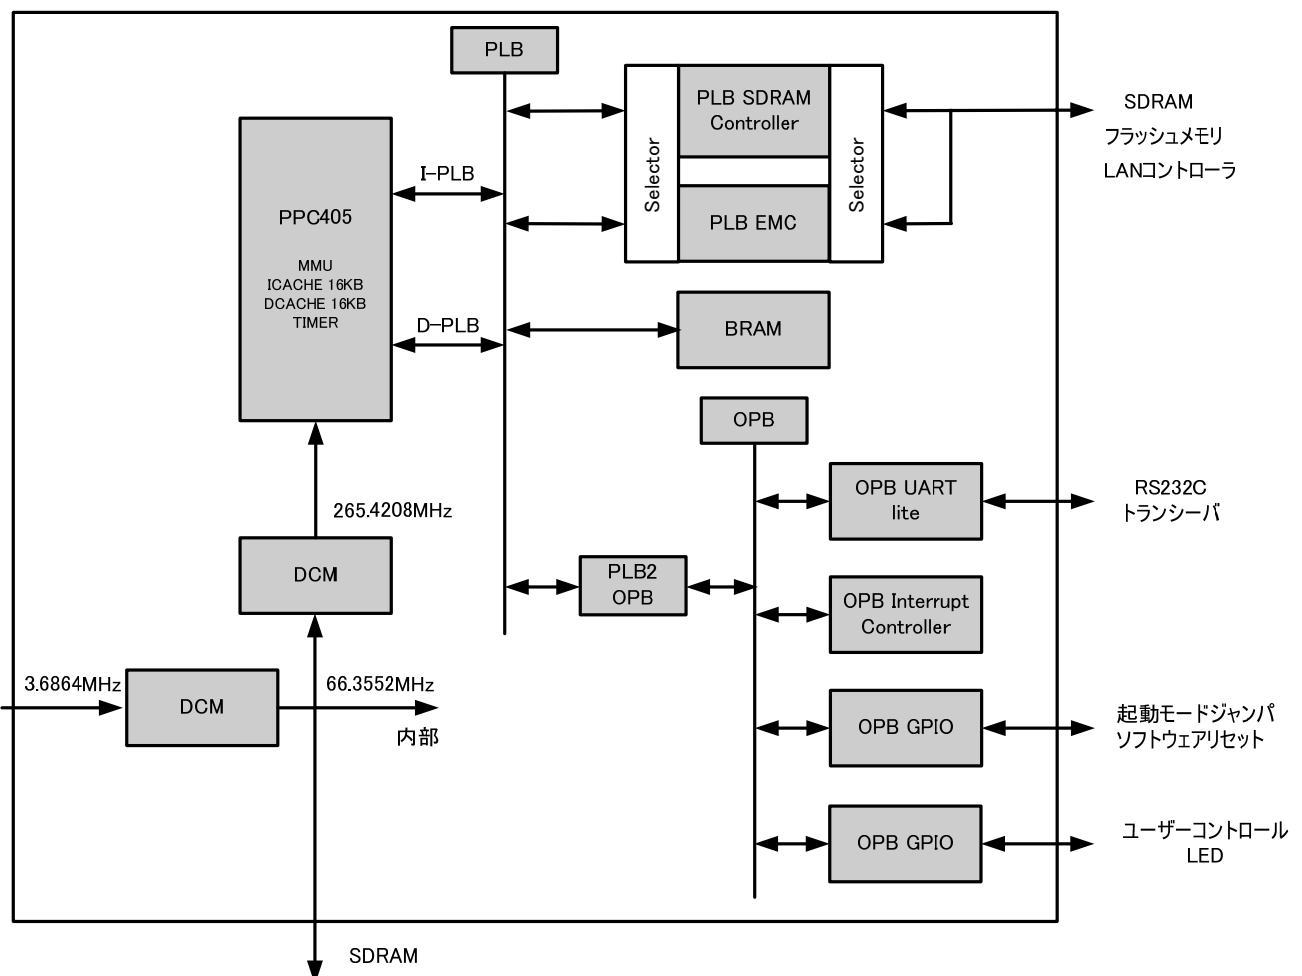 PLB
PLB SDRAM
Controller
Selector
Selector
PLB EMC
SDRAM
フラッシュメモリ
LANコントローラ
I-PLB
PPC405
MMU
ICACHE 16KB
DCACHE 16KB
TIMER
D-PLB
BRAM
OPB
OPB UART
lite
RS232C
トランシーバ
265.4208MHz
DCM
PLB2
OPB
OPB Interrupt
Controller
3.6864MHz
DCM
66.3552MHz
内部
OPB GPIO
起動モードジャンパ
ソフトウェアリセット
OPB GPIO
ユーザーコントロール
LED
SDRAM